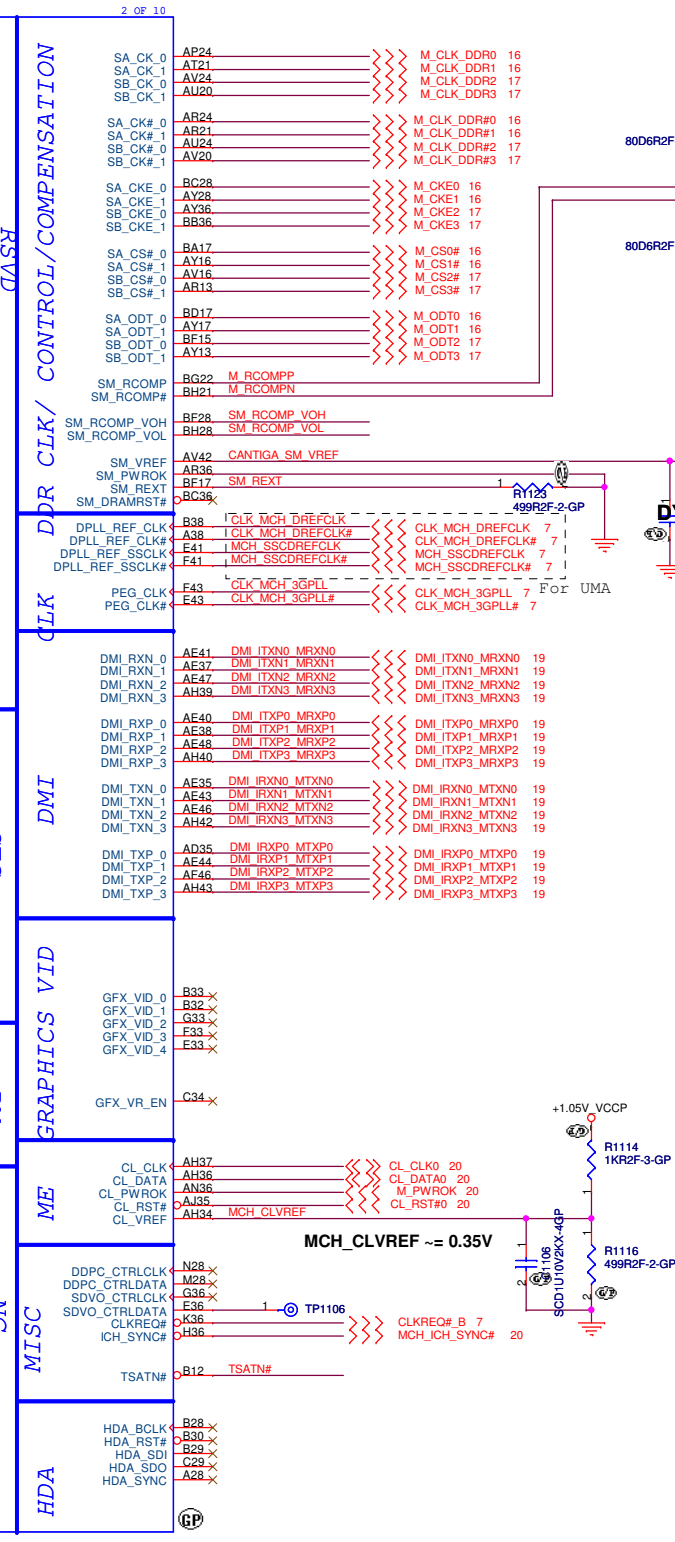 2 OF 10
RSVD
NC
DDR CLK/ CONTROL/COMPENSATION
SA_CK_0 AP24 M_CLK_DDR0 16
SA_CK_1 AT21 M_CLK_DDR1 16
SB_CK_0 AV24 M_CLK_DDR2 17
SB_CK_1 AU20 M_CLK_DDR3 17
SA_CK#_0 AR24 M_CLK_DDR#0 16
SA_CK#_1 AR21 M_CLK_DDR#1 16
SB_CK#_0 AU24 M_CLK_DDR#2 17
SB_CK#_1 AV20 M_CLK_DDR#3 17
80D6R2F
SA_CKE_0 BC28 M_CKE0 16
SA_CKE_1 AY28 M_CKE1 16
SB_CKE_0 AY36 M_CKE2 17
SB_CKE_1 BB36 M_CKE3 17
SA_CS#_0 BA17 M_CS0# 16
SA_CS#_1 AY16 M_CS1# 16
SB_CS#_0 AV16 M_CS2# 17
SB_CS#_1 AR13 M_CS3# 17
80D6R2F
SA_ODT_0 BD17 M_ODT0 16
SA_ODT_1 AY17 M_ODT1 16
SB_ODT_0 BF15 M_ODT2 17
SB_ODT_1 AY13 M_ODT3 17
SM_RCOMP BG22 M_RCOMPP
SM_RCOMP# BH21 M_RCOMPN
SM_RCOMP_VOH BF28 SM_RCOMP_VOH
SM_RCOMP_VOL BH28 SM_RCOMP_VOL
SM_VREF AV42 CANTIGA_SM_VREF
SM_PWROK AR36
SM_REXT BF17 SM_REXT 1
SM_DRAMRST# BC36
R1123
499R2F-2-GP
CLK
DPLL_REF_CLK B38 CLK_MCH_DREFCLK CLK_MCH_DREFCLK 7
DPLL_REF_CLK# A38 CLK_MCH_DREFCLK# CLK_MCH_DREFCLK# 7
DPLL_REF_SSCLK E41 MCH_SSCDREFCLK MCH_SSCDREFCLK 7
DPLL_REF_SSCLK# F41 MCH_SSCDREFCLK# MCH_SSCDREFCLK# 7
For UMA
PEG_CLK F43 CLK_MCH_3GPLL CLK_MCH_3GPLL 7
PEG_CLK# E43 CLK_MCH_3GPLL# CLK_MCH_3GPLL# 7
DMI
DMI_RXN_0 AE41 DMI_ITXN0_MRXN0 DMI_ITXN0_MRXN0 19
DMI_RXN_1 AE37 DMI_ITXN1_MRXN1 DMI_ITXN1_MRXN1 19
DMI_RXN_2 AE47 DMI_ITXN2_MRXN2 DMI_ITXN2_MRXN2 19
DMI_RXN_3 AH39 DMI_ITXN3_MRXN3 DMI_ITXN3_MRXN3 19
DMI_RXP_0 AE40 DMI_ITXP0_MRXP0 DMI_ITXP0_MRXP0 19
DMI_RXP_1 AE38 DMI_ITXP1_MRXP1 DMI_ITXP1_MRXP1 19
DMI_RXP_2 AE48 DMI_ITXP2_MRXP2 DMI_ITXP2_MRXP2 19
DMI_RXP_3 AH40 DMI_ITXP3_MRXP3 DMI_ITXP3_MRXP3 19
DMI_TXN_0 AE35 DMI_IRXN0_MTXN0 DMI_IRXN0_MTXN0 19
DMI_TXN_1 AE43 DMI_IRXN1_MTXN1 DMI_IRXN1_MTXN1 19
DMI_TXN_2 AE46 DMI_IRXN2_MTXN2 DMI_IRXN2_MTXN2 19
DMI_TXN_3 AH42 DMI_IRXN3_MTXN3 DMI_IRXN3_MTXN3 19
DMI_TXP_0 AD35 DMI_IRXP0_MTXP0 DMI_IRXP0_MTXP0 19
DMI_TXP_1 AE44 DMI_IRXP1_MTXP1 DMI_IRXP1_MTXP1 19
DMI_TXP_2 AF46 DMI_IRXP2_MTXP2 DMI_IRXP2_MTXP2 19
DMI_TXP_3 AH43 DMI_IRXP3_MTXP3 DMI_IRXP3_MTXP3 19
GRAPHICS VID
GFX_VID_0 B33
GFX_VID_1 B32
GFX_VID_2 G33
GFX_VID_3 F33
GFX_VID_4 E33
GFX_VR_EN C34
+1.05V_VCCP
R1114
1KR2F-3-GP
1
ME
CL_CLK AH37 CL_CLK0 20
CL_DATA AH36 CL_DATA0 20
CL_PWROK AN36 M_PWROK 20
CL_RST# AJ35 CL_RST#0 20
CL_VREF AH34 MCH_CLVREF
MCH_CLVREF ~= 0.35V
SCD1U10V2KX-4GP
1 2
R1116
499R2F-2-GP
1 2
MISC
DDPC_CTRLCLK N28
DDPC_CTRLDATA M28
SDVO_CTRLCLK G36
SDVO_CTRLDATA E36 1 TP1106
CLKREQ# K36 CLKREQ#_B 7
ICH_SYNC# H36 MCH_ICH_SYNC# 20
TSATN# B12 TSATN#
HDA
HDA_BCLK B28
HDA_RST# B30
HDA_SDI B29
HDA_SDO C29
HDA_SYNC A28
GP